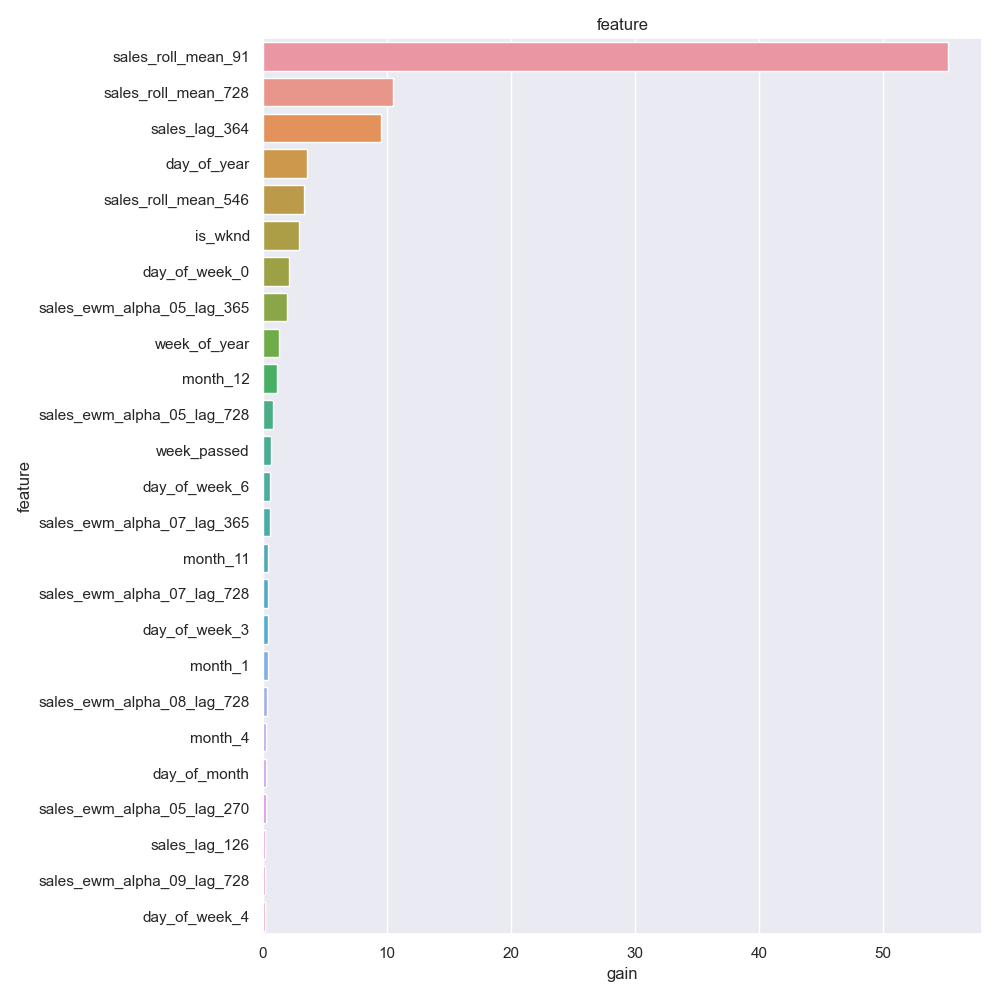 feature
sales_roll_mean_91
sales_roll_mean_728
sales_lag_364
day_of_year
sales_roll_mean_546
is_wknd
day_of_week_0
sales_ewm_alpha_05_lag_365
week_of_year
month_12
sales_ewm_alpha_05_lag_728
week_passed
day_of_week_6
sales_ewm_alpha_07_lag_365
month_11
sales_ewm_alpha_07_lag_728
day_of_week_3
month_1
sales_ewm_alpha_08_lag_728
month_4
day_of_month
sales_ewm_alpha_05_lag_270
sales_lag_126
sales_ewm_alpha_09_lag_728
day_of_week_4
feature
0 10 20 30 40 50
gain